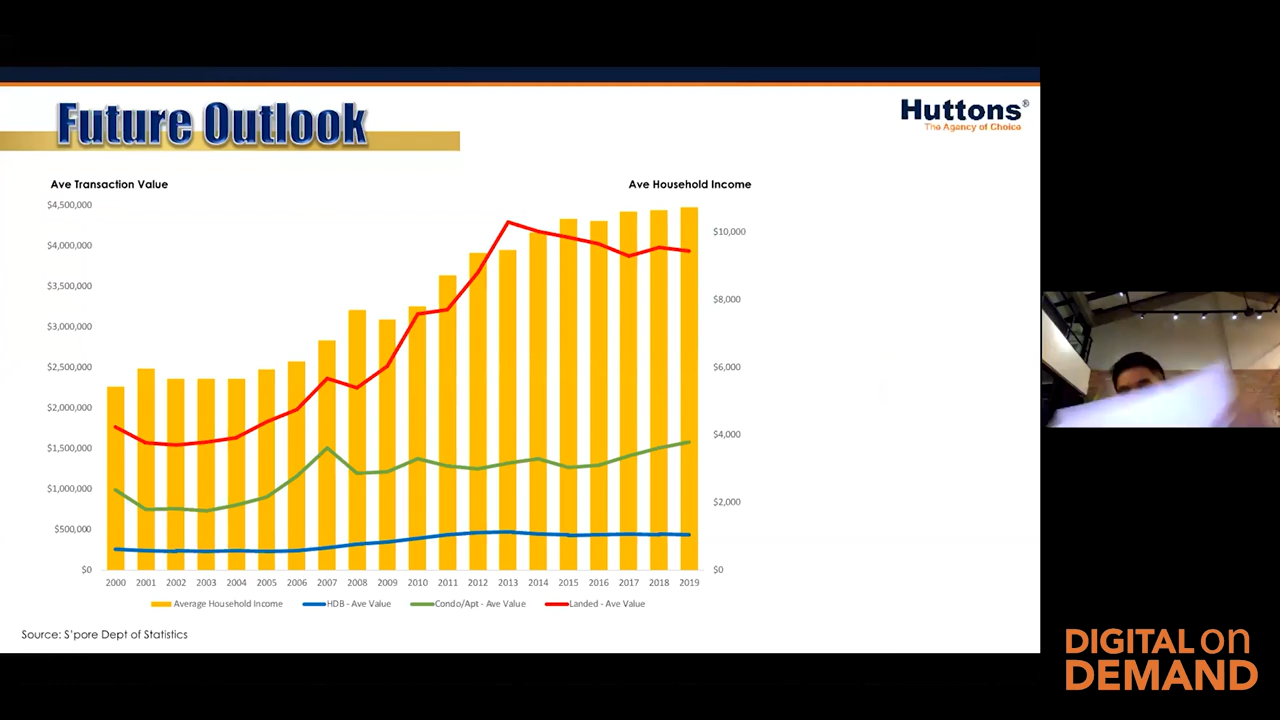 Future Outlook
Huttons®
The Agency of Choice
Ave Transaction Value
Ave Household Income
$4,500,000
$4,000,000
$3,500,000
$3,000,000
$2,500,000
$2,000,000
$1,500,000
$1,000,000
$500,000
$0
$10,000
$8,000
$6,000
$4,000
$2,000
$0
2000 2001 2002 2003 2004 2005 2006 2007 2008 2009 2010 2011 2012 2013 2014 2015 2016 2017 2018 2019
Average Household Income HDB - Ave Value Condo/Apt - Ave Value Landed - Ave Value
Source: S'pore Dept of Statistics
DIGITAL on
DEMAND